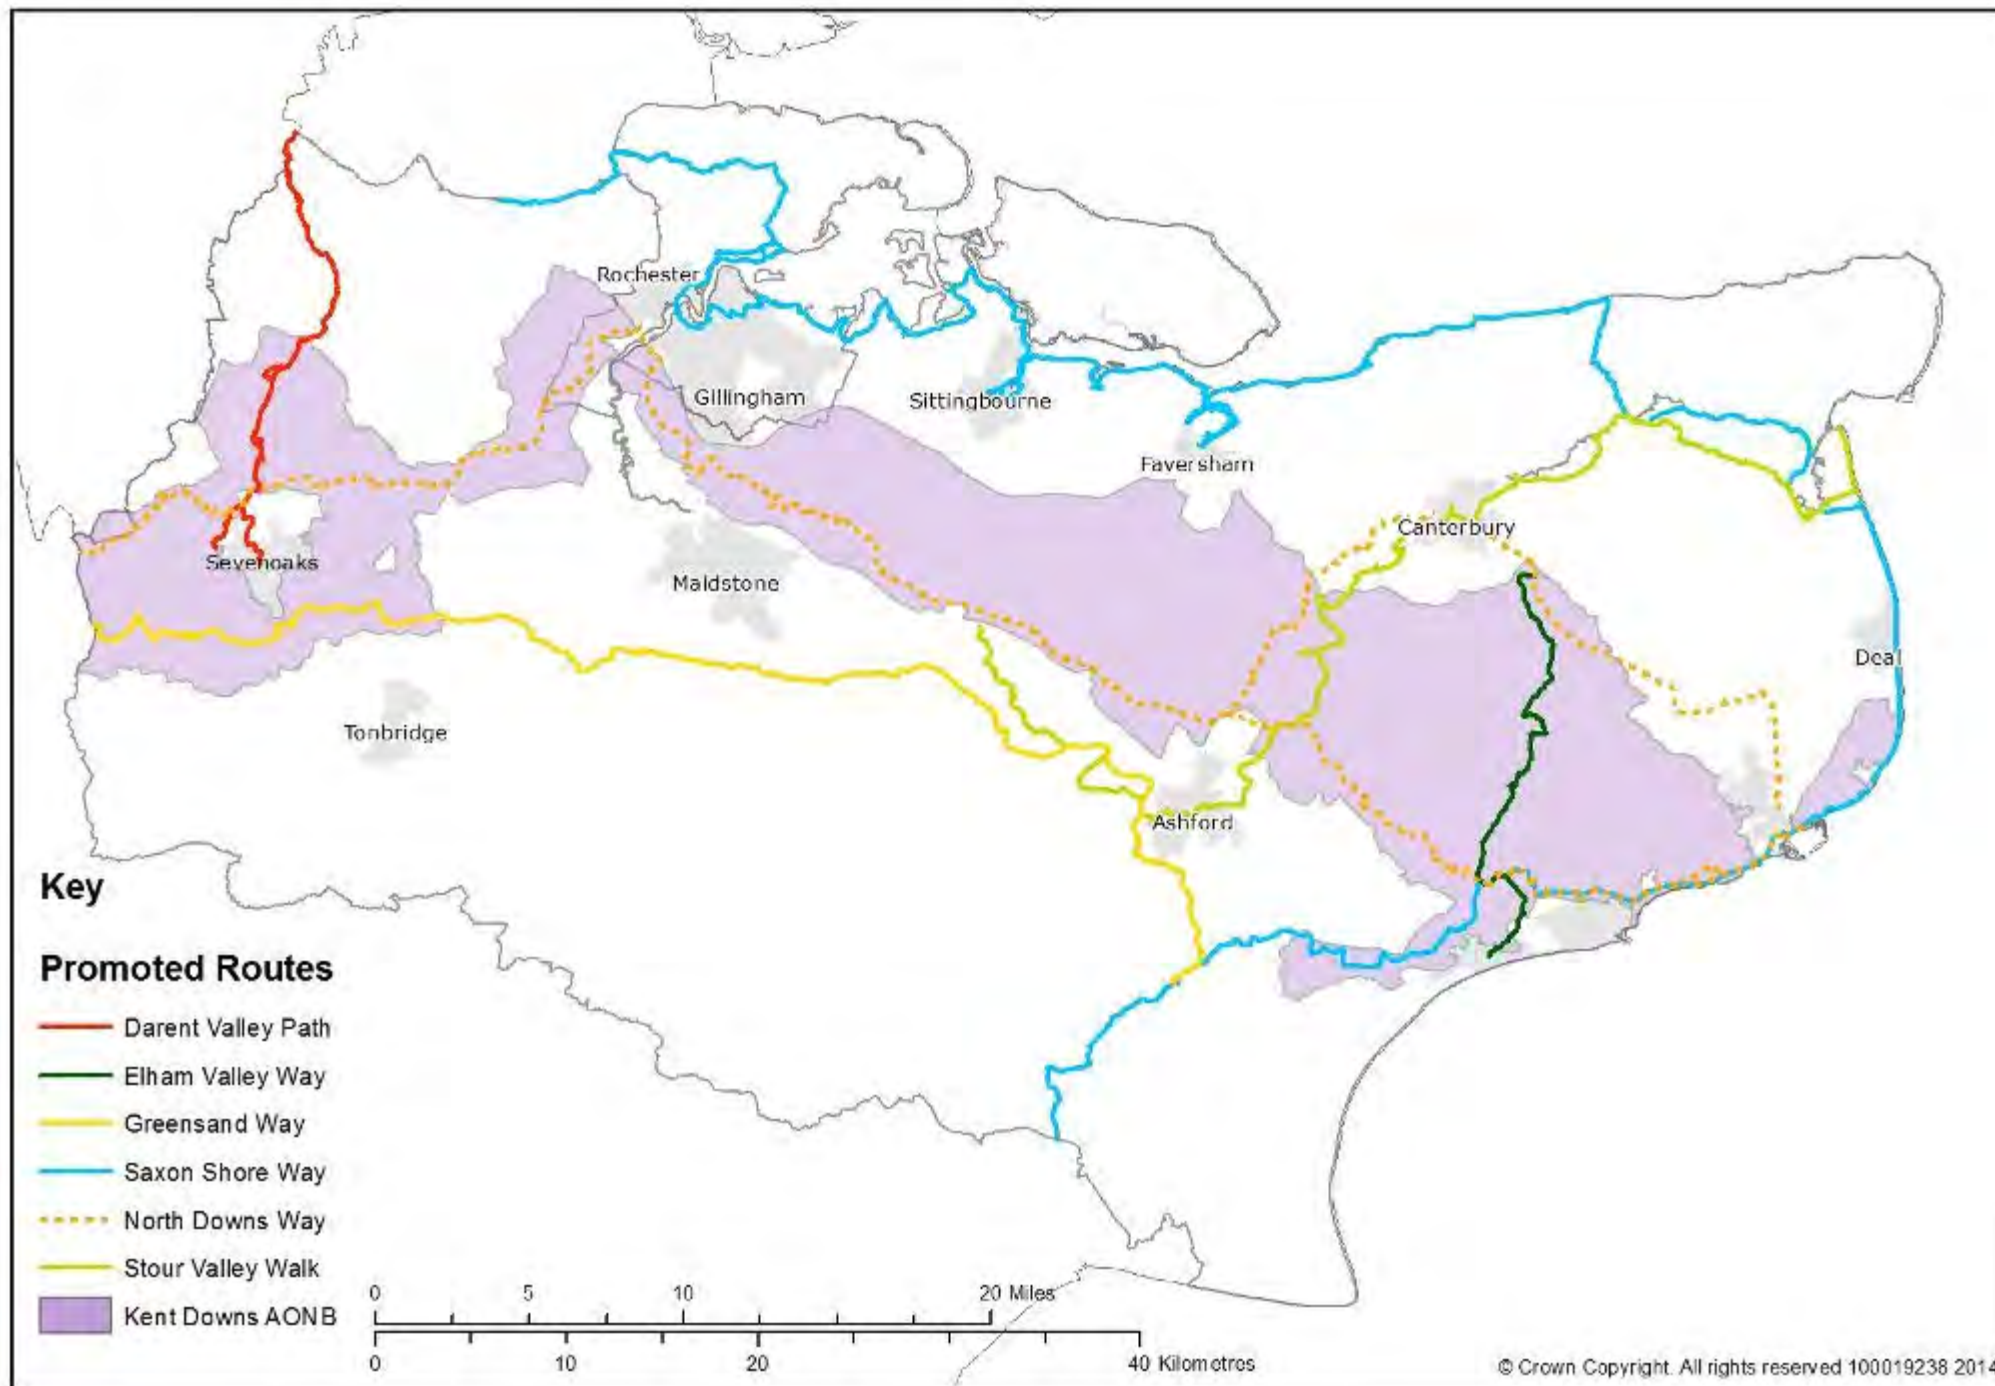 Rochester
Gillingham
Sittingbourne
Faversham
Canterbury
Sevenoaks
Maidstone
Deal
Tonbridge
Ashford
Key
Promoted Routes
Darent Valley Path
Elham Valley Way
Greensand Way
Saxon Shore Way
North Downs Way
Stour Valley Walk
Kent Downs AONB
0 5 10 20 Miles
0 10 20 40 Kilometres
© Crown Copyright. All rights reserved 100019238 2014